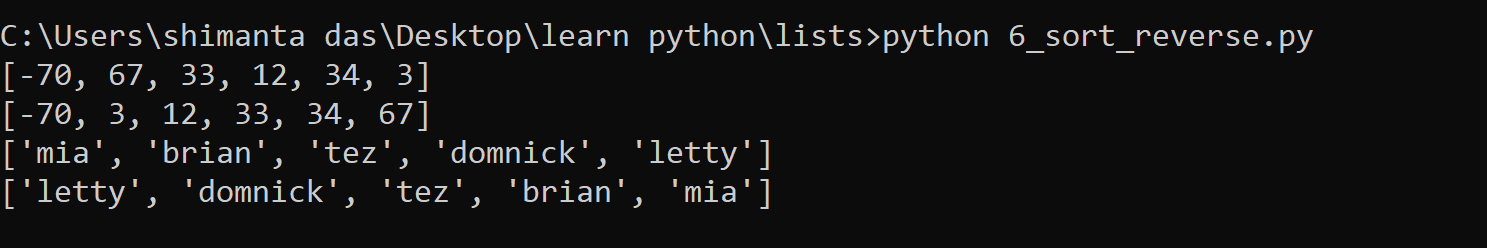 C:\Users\shimanta das\Desktop\learn python\lists>python 6_sort_reverse.py
[-70, 67, 33, 12, 34, 3]
[-70, 3, 12, 33, 34, 67]
['mia', 'brian', 'tez', 'domnick', 'letty']
['letty', 'domnick', 'tez', 'brian', 'mia']